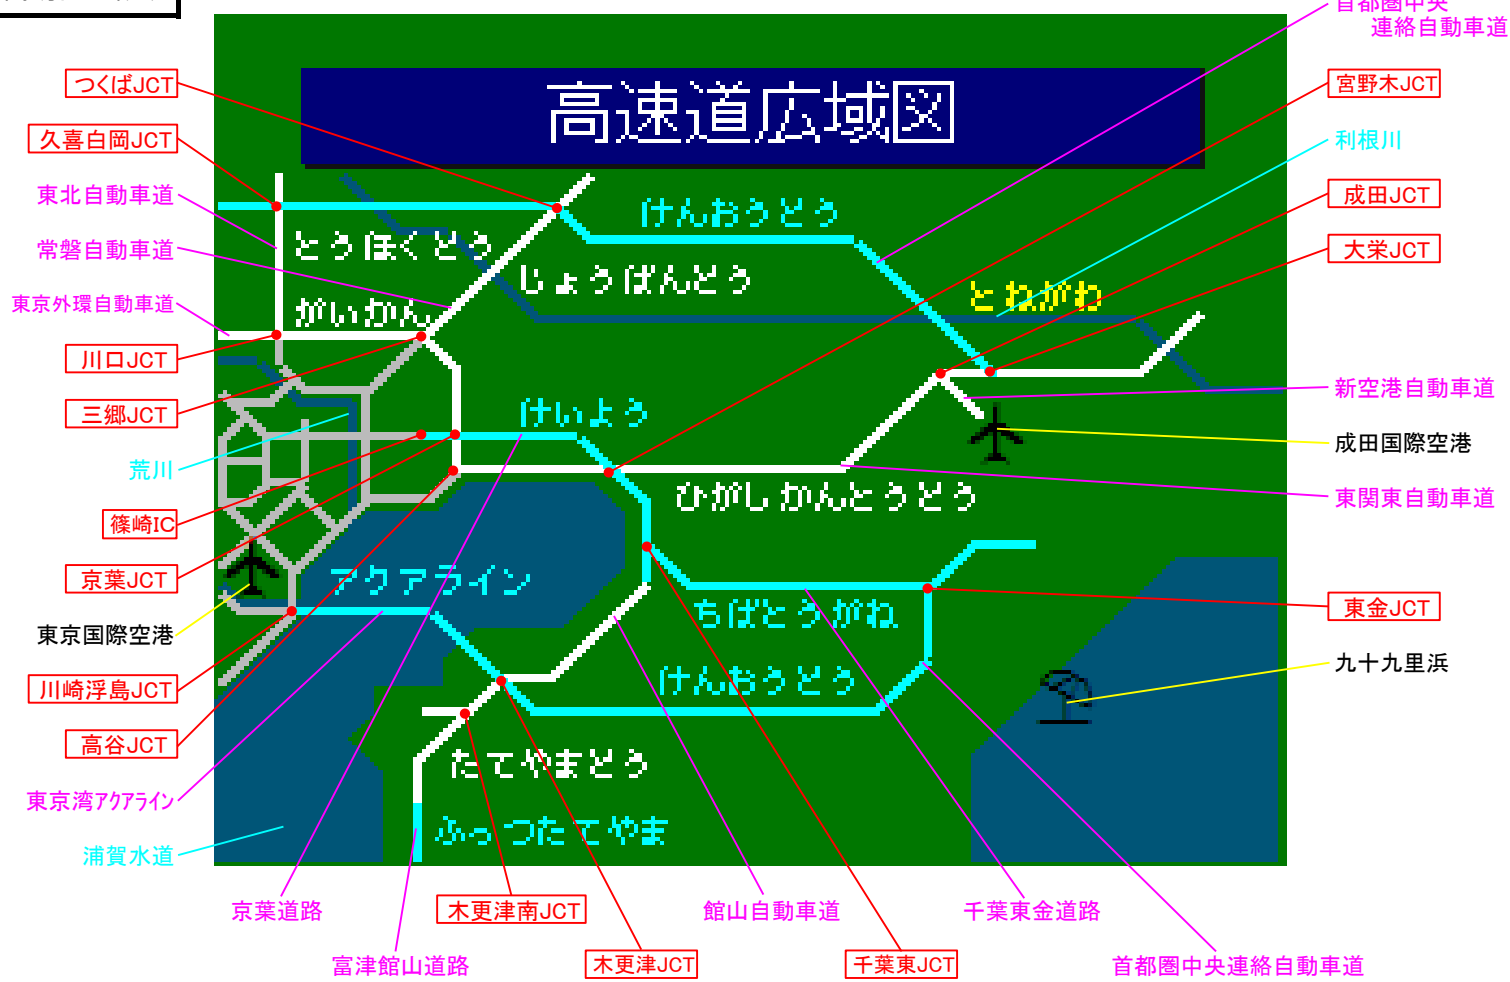 首都圏中央
連絡自動車道
高速道広域図
つくばJCT
宮野木JCT
久喜白岡JCT
利根川
東北自動車道
成田JCT
けんおうどう
とうほくどう
常磐自動車道
大栄JCT
じょうばんどう
とねがわ
東京外環自動車道
がいかん
川口JCT
新空港自動車道
三郷JCT
けいよう
成田国際空港
荒川
ひがしかんとうどう
東関東自動車道
篠崎IC
京葉JCT
アクアライン
東京国際空港
ちばとうがね
東金JCT
九十九里浜
川崎浮島JCT
けんおうどう
高谷JCT
たてやまどう
東京湾アクアライン
ふっつたてやま
浦賀水道
京葉道路
木更津南JCT
館山自動車道
千葉東金道路
富津館山道路
木更津JCT
千葉東JCT
首都圏中央連絡自動車道